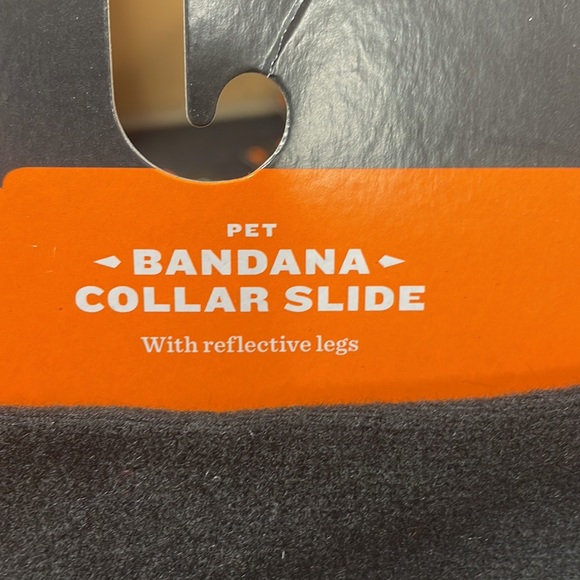 PET
BANDANA
COLLAR SLIDE
With reflective legs